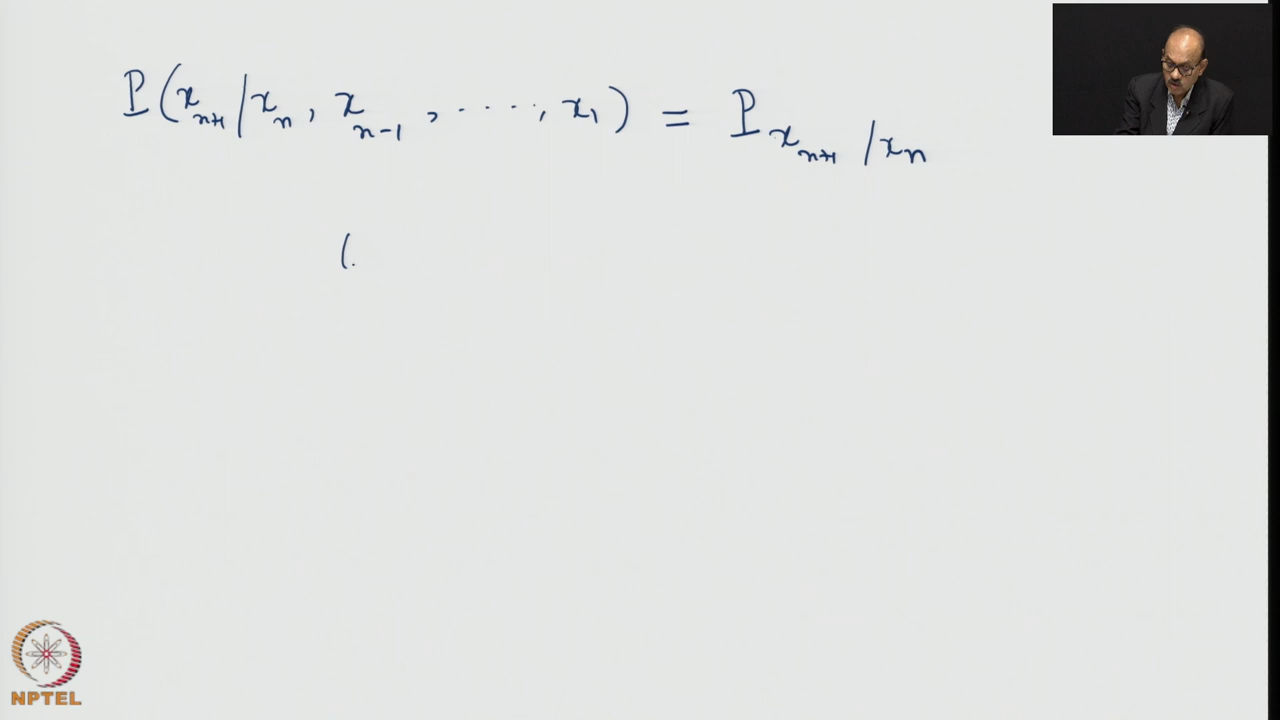 P(x_{n+1}/x_n, x_{n-1}, ....., x_1) = P_{x_{n+1}/x_n}
(.
NPTEL